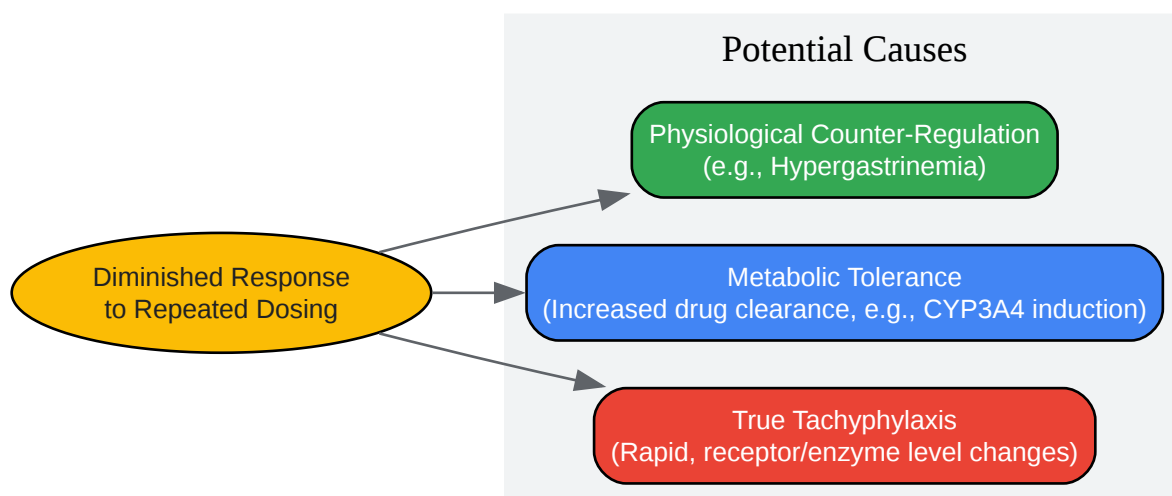 Potential Causes
Physiological Counter-Regulation
(e.g., Hypergastrinemia)
Diminished Response
to Repeated Dosing
Metabolic Tolerance
(Increased drug clearance, e.g., CYP3A4 induction)
True Tachyphylaxis
(Rapid, receptor/enzyme level changes)